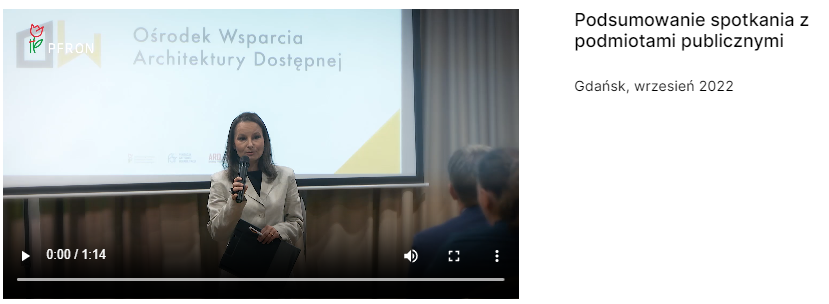 PFRON
Ośrodek Wsparcia
Architektury Dostępnej
0:00 / 1:14
Podsumowanie spotkania z
podmiotami publicznymi
Gdańsk, wrzesień 2022